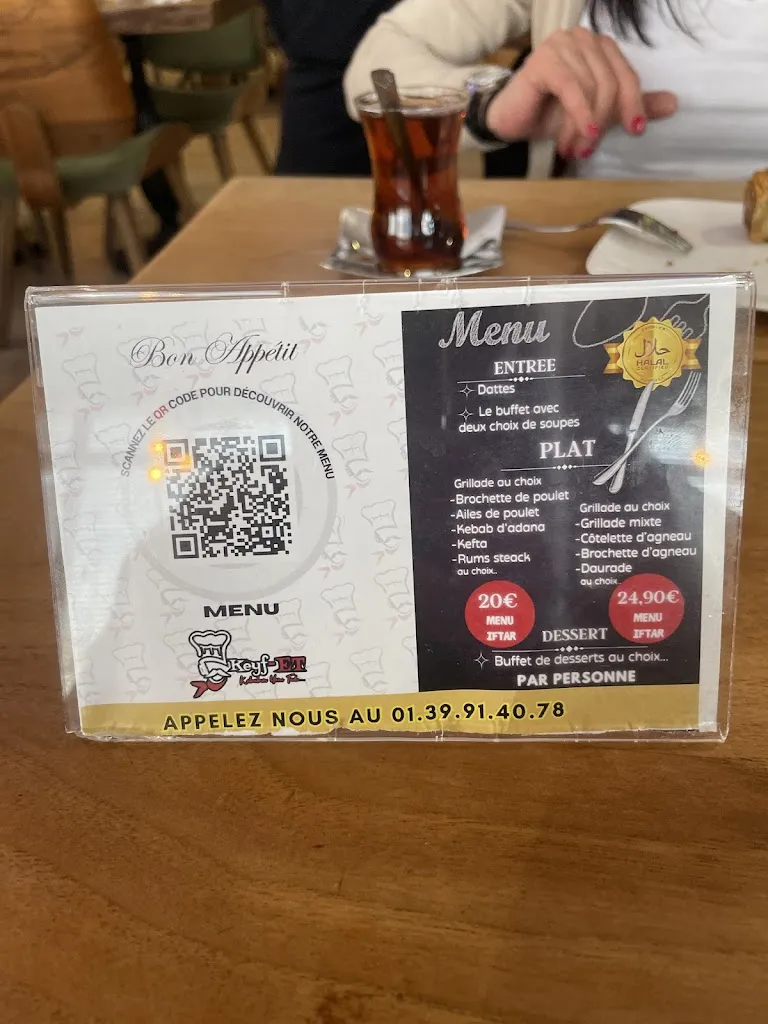 Bon Appétit
SCANNEZ LE QR CODE POUR DÉCOUVRIR NOTRE MENU
MENU
Keyf-ET
APPELEZ NOUS AU 01.39.91.40.78
Menu
حلال
HALAL
ENTREE
Dattes
Le buffet avec
deux choix de soupes
PLAT
Grillade au choix
-Brochette de poulet
-Ailes de poulet
-Kebab d'adana
-Kefta
-Rums steack
au choix..
20€
MENU
IFTAR
Grillade au choix
-Grillade mixte
-Côtelette d'agneau
-Brochette d'agneau
-Daurade
au choix..
24,90€
MENU
IFTAR
DESSERT
Buffet de desserts au choix...
PAR PERSONNE